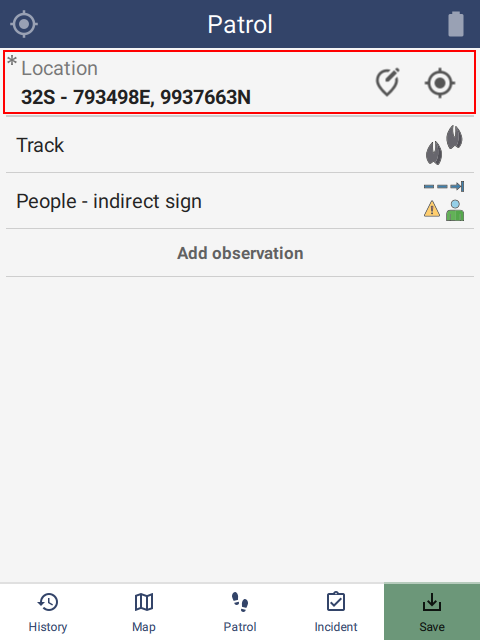 Patrol
* Location
32S - 793498E, 9937663N
Track
People - indirect sign
Add observation
History
Map
Patrol
Incident
Save